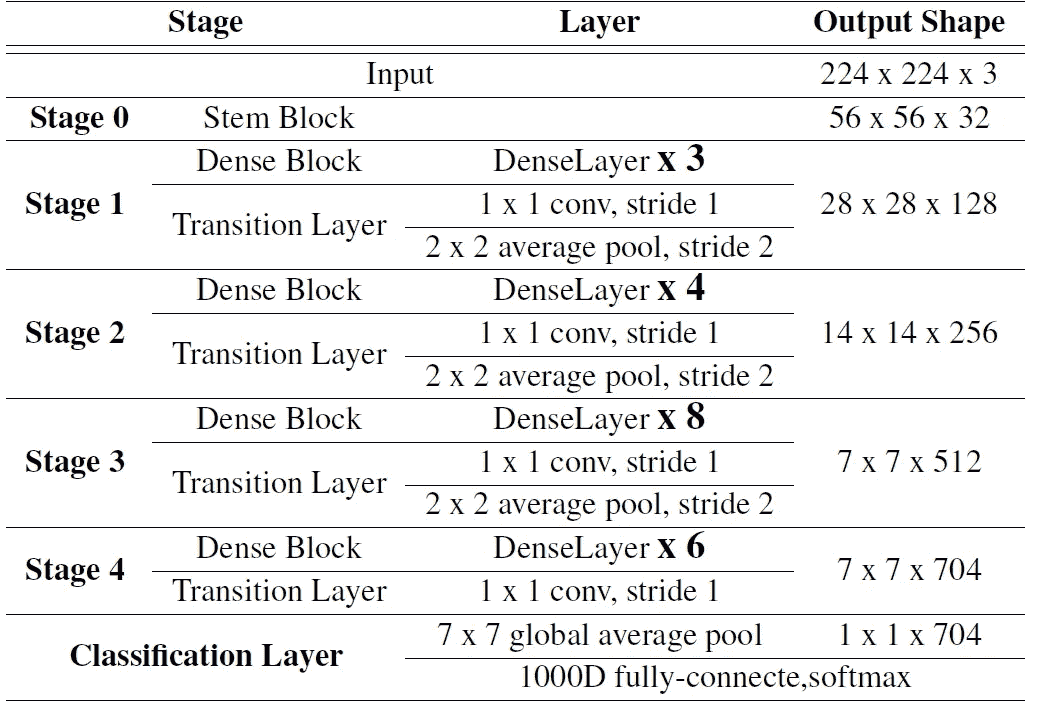 Stage Layer Output Shape
Input 224 x 224 x 3
Stage 0 Stem Block 56 x 56 x 32
Dense Block DenseLayer x 3
Stage 1 Transition Layer 1 x 1 conv, stride 1 28 x 28 x 128
2 x 2 average pool, stride 2
Dense Block DenseLayer x 4
Stage 2 Transition Layer 1 x 1 conv, stride 1 14 x 14 x 256
2 x 2 average pool, stride 2
Dense Block DenseLayer x 8
Stage 3 Transition Layer 1 x 1 conv, stride 1 7 x 7 x 512
2 x 2 average pool, stride 2
Dense Block DenseLayer x 6
Stage 4 7 x 7 x 704
Transition Layer 1 x 1 conv, stride 1
7 x 7 global average pool 1 x 1 x 704
Classification Layer
1000D fully-connecte,softmax